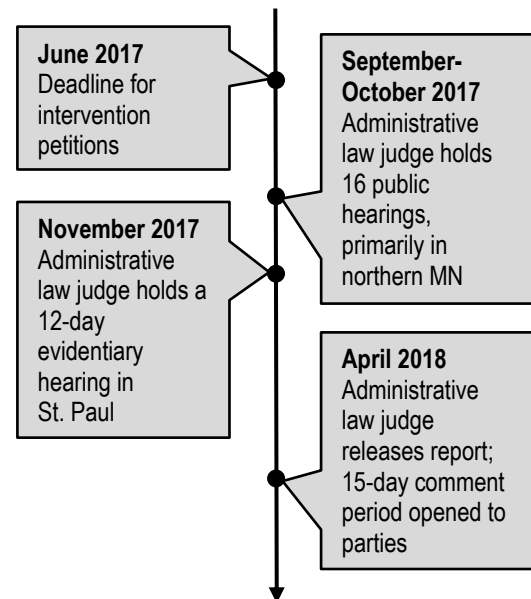 June 2017
Deadline for
intervention
petitions
September-
October 2017
Administrative
law judge holds
16 public
hearings,
primarily in
northern MN
November 2017
Administrative
law judge holds a
12-day
evidentiary
hearing in
St. Paul
April 2018
Administrative
law judge
releases report;
15-day comment
period opened to
parties